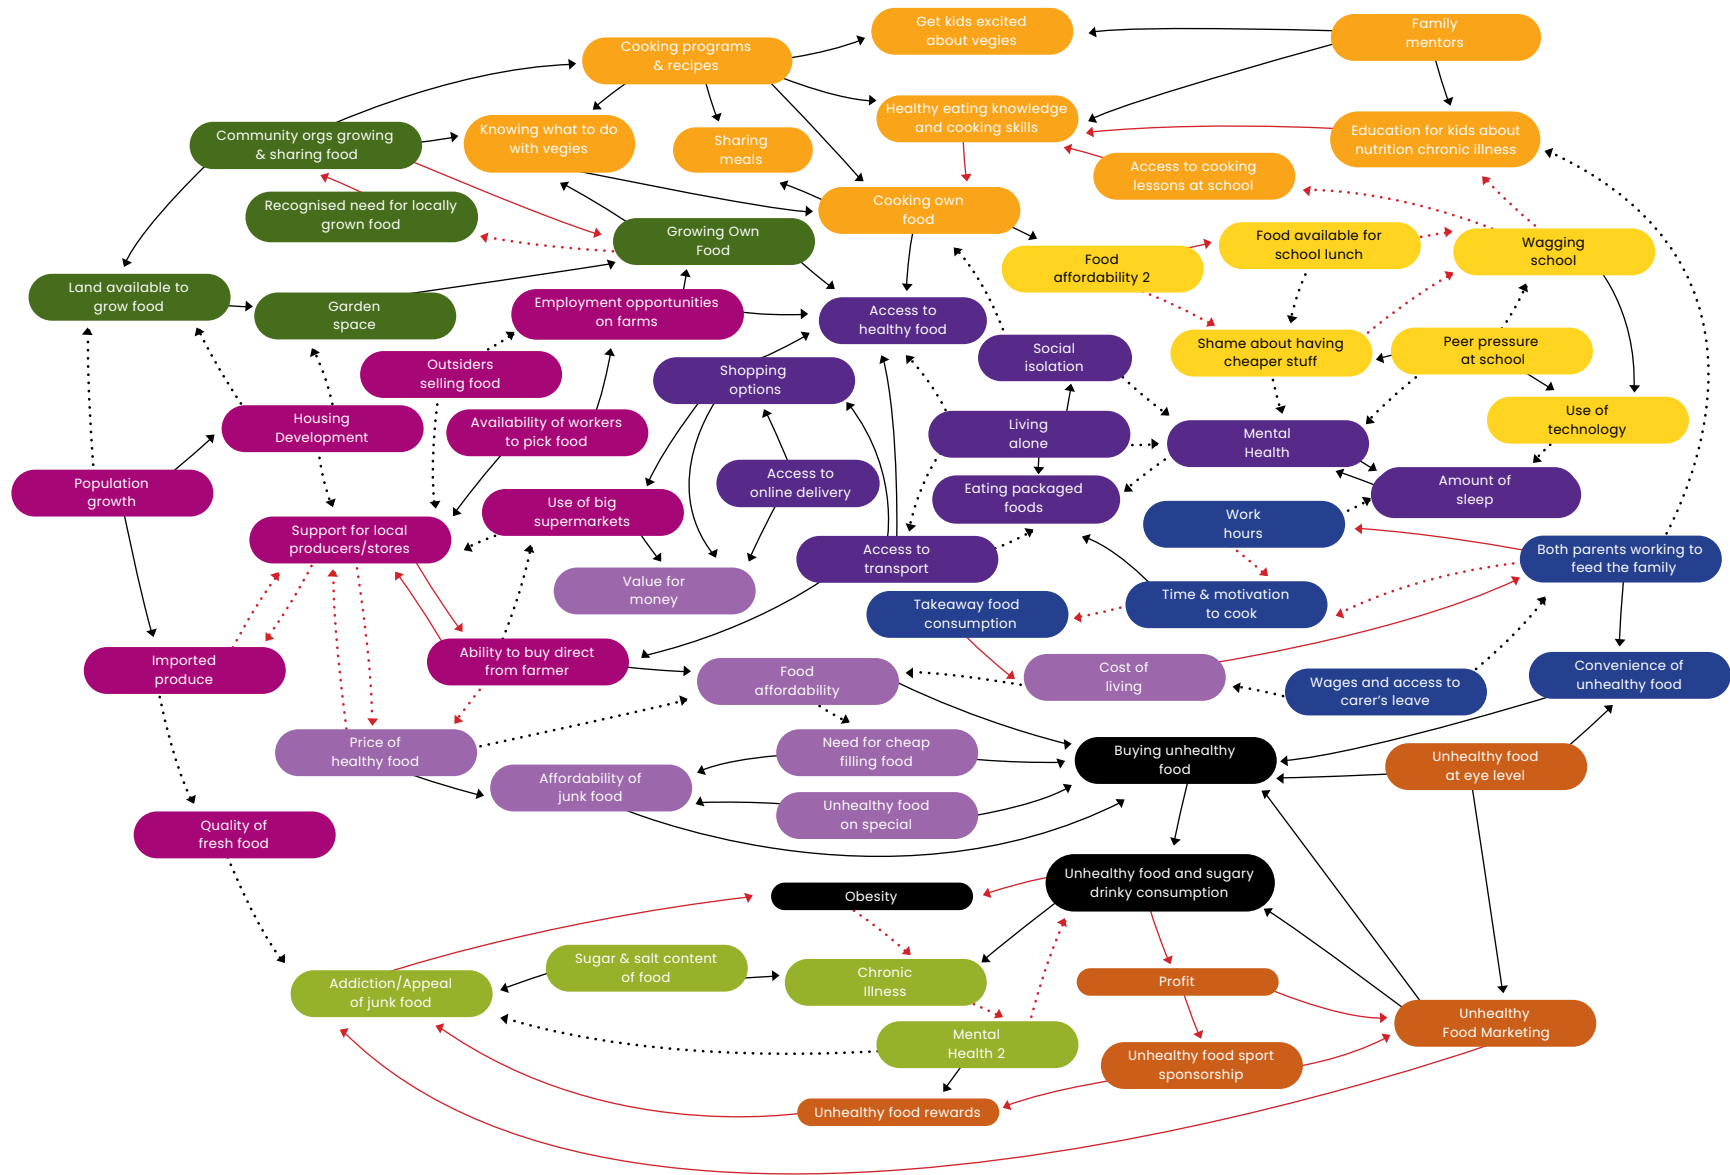 Get kids excited
about vegies
Family
mentors
Cooking programs
& recipes
Healthy eating knowledge
and cooking skills
Community orgs growing
& sharing food
Knowing what to do
with vegies
Sharing
meals
Education for kids about
nutrition chronic illness
Access to cooking
lessons at school
Recognised need for locally
grown food
Cooking own
food
Growing Own
Food
Food
affordability 2
Food available for
school lunch
Wagging
school
Land available to
grow food
Garden
space
Employment opportunities
on farms
Access to
healthy food
Social
isolation
Shame about having
cheaper stuff
Peer pressure
at school
Outsiders
selling food
Shopping
options
Housing
Development
Availability of workers
to pick food
Living
alone
Mental
Health
Use of
technology
Population
growth
Access to
online delivery
Eating packaged
foods
Amount of
sleep
Use of big
supermarkets
Work
hours
Support for local
producers/stores
Access to
transport
Both parents working to
feed the family
Value for
money
Takeaway food
consumption
Time & motivation
to cook
Imported
produce
Ability to buy direct
from farmer
Food
affordability
Cost of
living
Wages and access to
carer’s leave
Convenience of
unhealthy food
Price of
healthy food
Need for cheap
filling food
Buying unhealthy
food
Unhealthy food
at eye level
Affordability of
junk food
Unhealthy food
on special
Quality of
fresh food
Obesity
Unhealthy food and sugary
drinky consumption
Addiction/Appeal
of junk food
Sugar & salt content
of food
Chronic
Illness
Profit
Unhealthy
Food Marketing
Mental
Health 2
Unhealthy food sport
sponsorship
Unhealthy food rewards